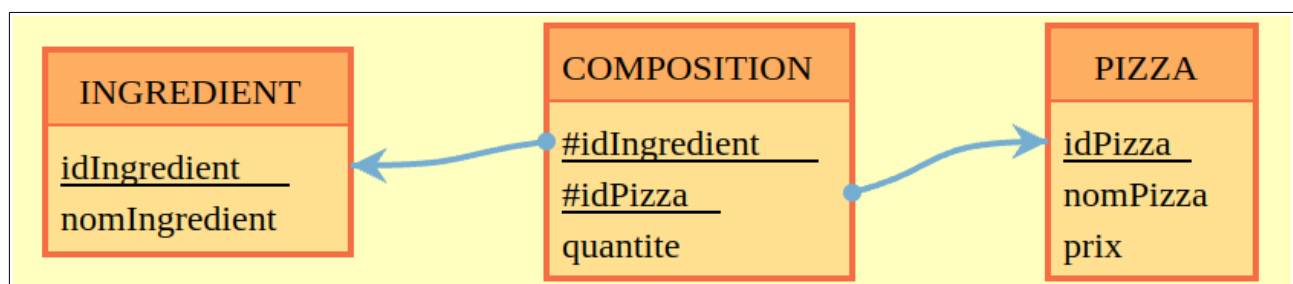 INGREDIENT
idIngredient
nomIngredient
COMPOSITION
#idIngredient
#idPizza
quantite
PIZZA
idPizza
nomPizza
prix